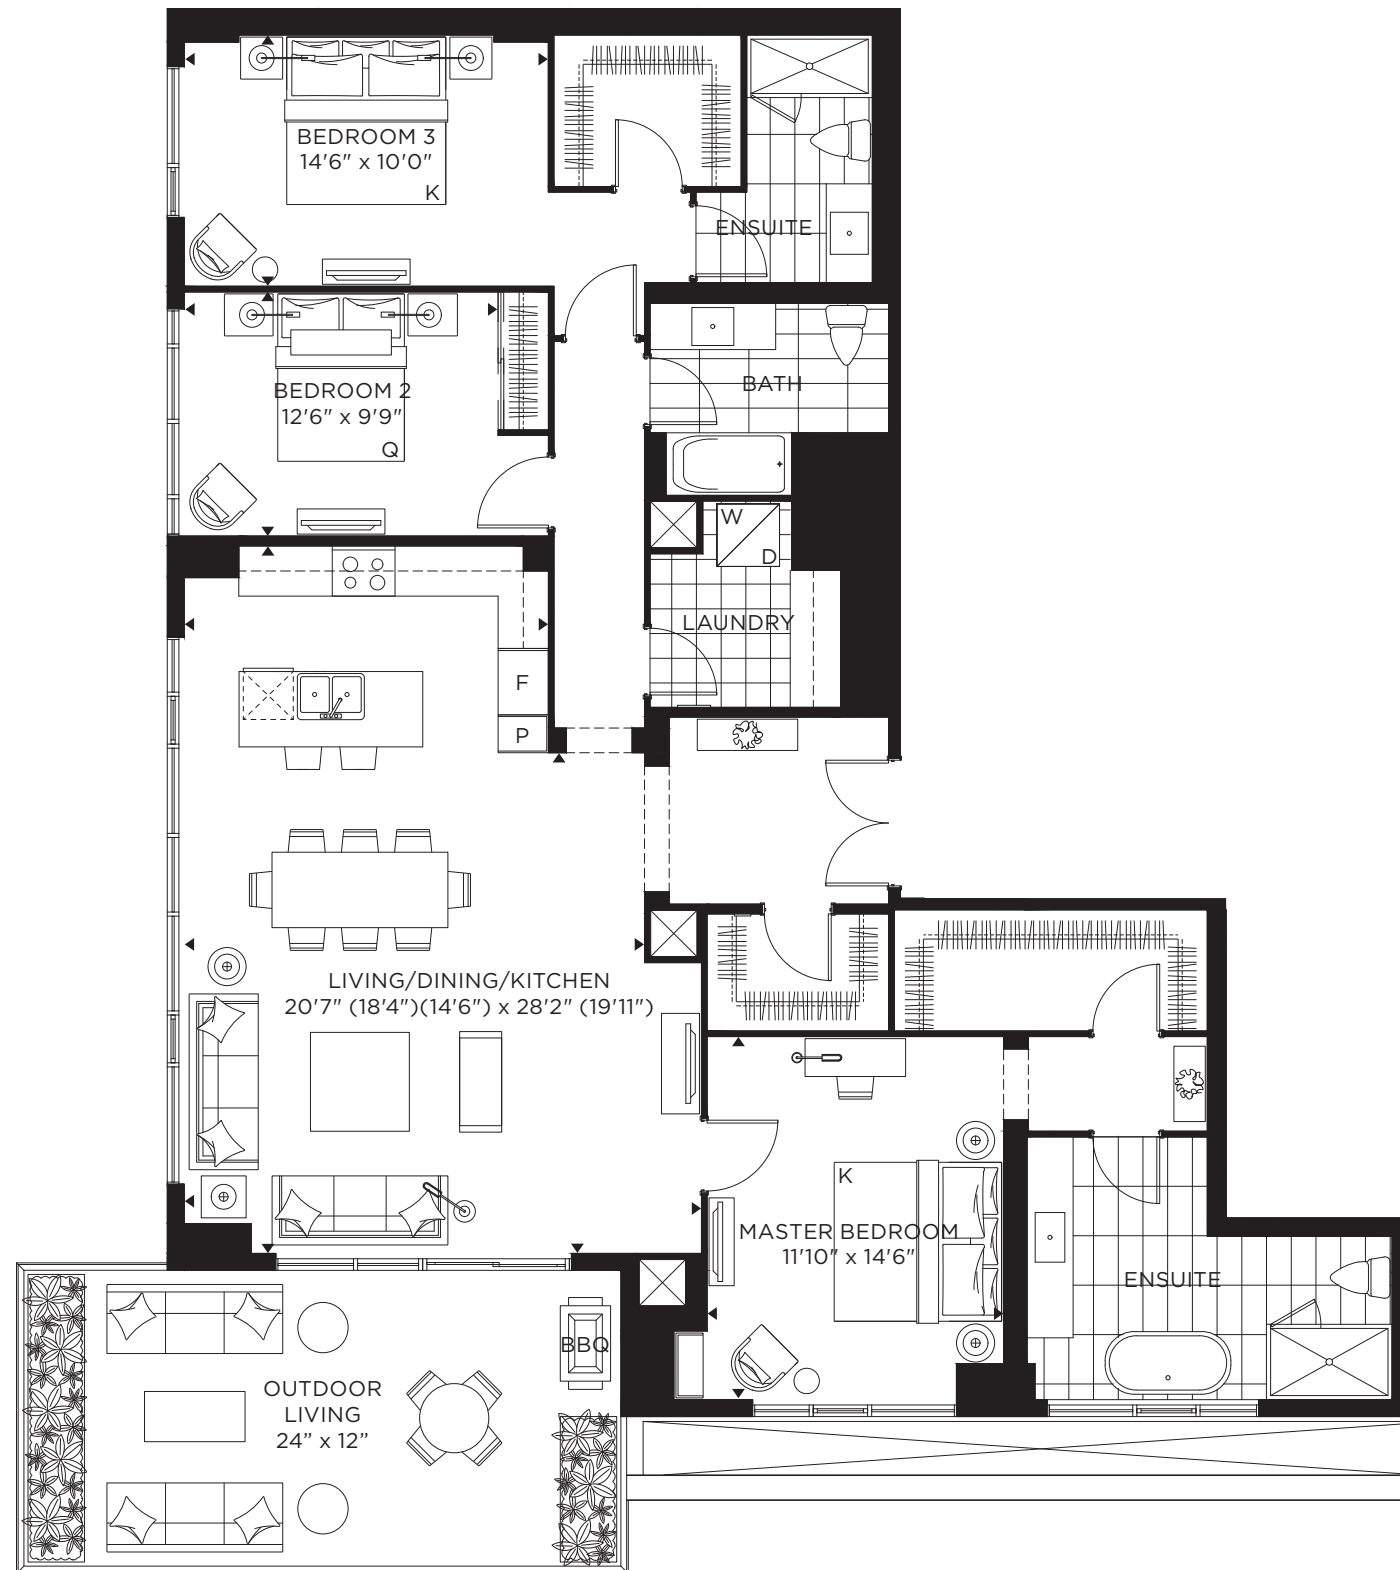 BEDROOM 3
14'6" x 10'0"
K
ENSUITE
BEDROOM 2
12'6" x 9'9"
Q
BATH
W
D
LAUNDRY
F
P
LIVING/DINING/KITCHEN
20'7" (18'4")(14'6") x 28'2" (19'11")
K
MASTER BEDROOM
11'10" x 14'6"
ENSUITE
BBQ
OUTDOOR
LIVING
24” x 12”